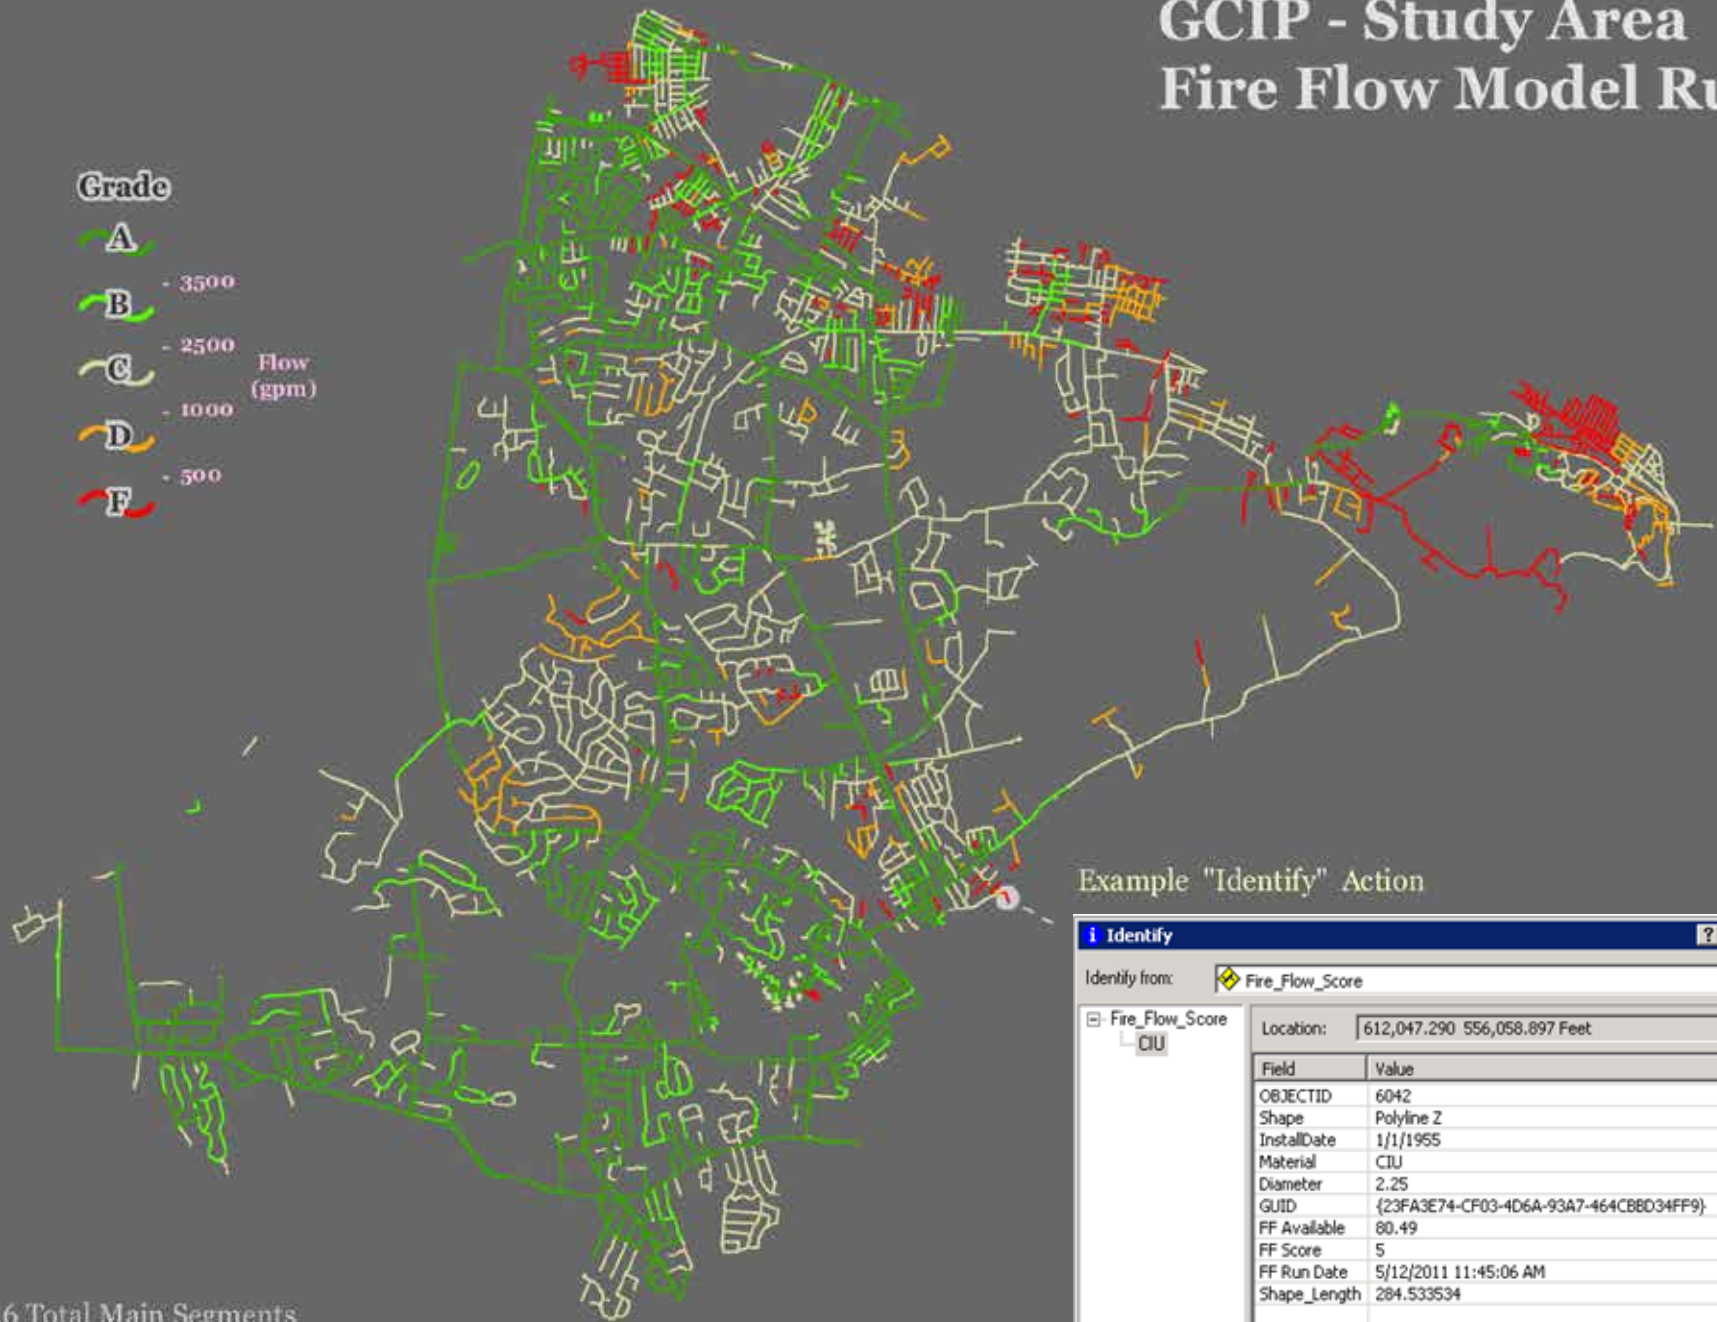 GCIP - Study Area
Fire Flow Model
Grade
A
- 3500
B
- 2500
C
Flow
(gpm)
- 1000
D
- 500
F
Example "Identify" Action
i Identify ?
Identify from: Fire_Flow_Score
Fire_Flow_Score
CIU
Location: 612,047.290 556,058.897 Feet
Field Value
OBJECTID 6042
Shape Polyline Z
InstallDate 1/1/1955
Material CIU
Diameter 2.25
GUID {23FA3E74-CF03-4D6A-93A7-464CBBD34FF9}
FF Available 80.49
FF Score 5
FF Run Date 5/12/2011 11:45:06 AM
Shape_Length 284.533534
6 Total Main Segments